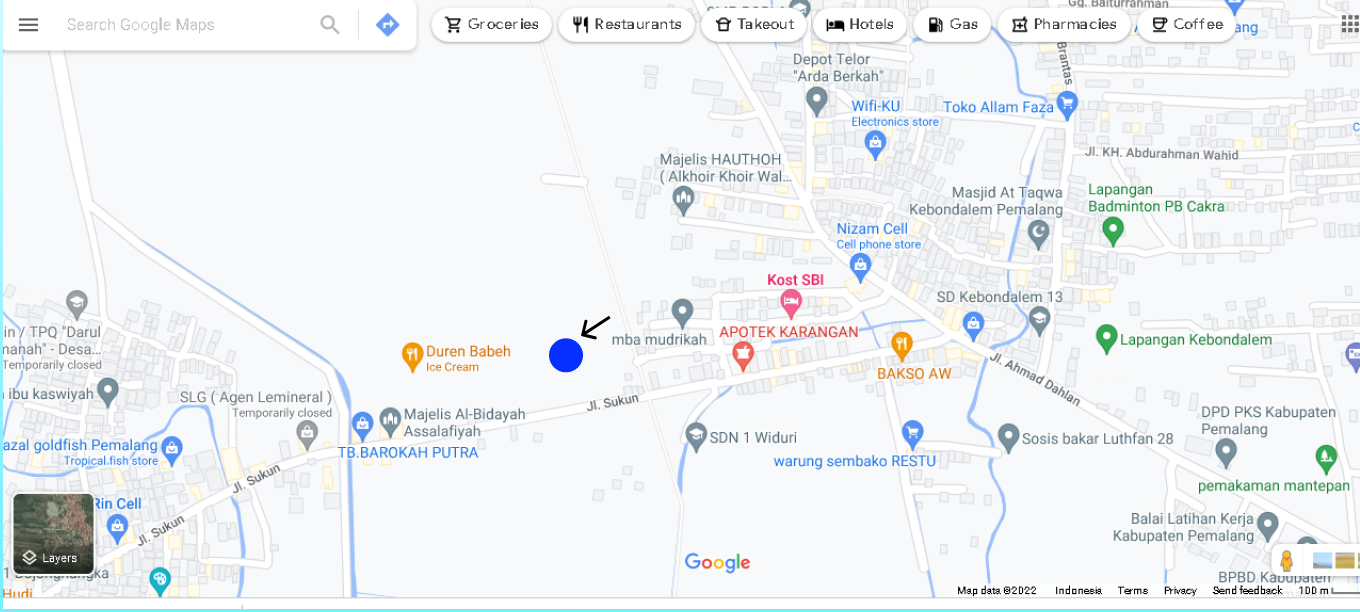 Search Google Maps
Groceries
Restaurants
Takeout
Hotels
Gas
Pharmacies
Coffee
Gg. Baiturrahman
Brantas
Depot Telor
"Arda Berkah"
Wifi-KU
Electronics store
Toko Allam Faza
Jl. KH. Abdurahman Wahid
Majelis HAUTHOH
( Alkhoir Khoir Wal...
Masjid At Taqwa
Kebondalem Pemalang
Lapangan
Badminton PB Cakra
Nizam Cell
Cell phone store
Kost SBI
SD Kebondalem 13
in / TPQ "Darul
nanah" - Desa...
Temporarily closed
mba mudrikah
APOTEK KARANGAN
Lapangan Kebondalem
Duren Babeh
Ice Cream
BAKSO AW
Jl. Ahmad Dahlan
ibu kaswiyah
SLG ( Agen Lemineral )
Temporarily closed
Jl. Sukun
Majelis Al-Bidayah
Assalafiyah
DPD PKS Kabupaten
Pemalang
azal goldfish Pemalang
Tropical fish store
TB.BAROKAH PUTRA
SDN 1 Widuri
Sosis bakar Luthfan 28
warung sembako RESTU
Jl. Sukun
pemakaman mantepan
Rin Cell
Jl. Sukun
Balai Latihan Kerja
Kabupaten Pemalang
Layers
Google
BPBD Kabupaten
Hudi
Map data ©2022
Indonesia
Terms
Privacy
Send feedback
100 m